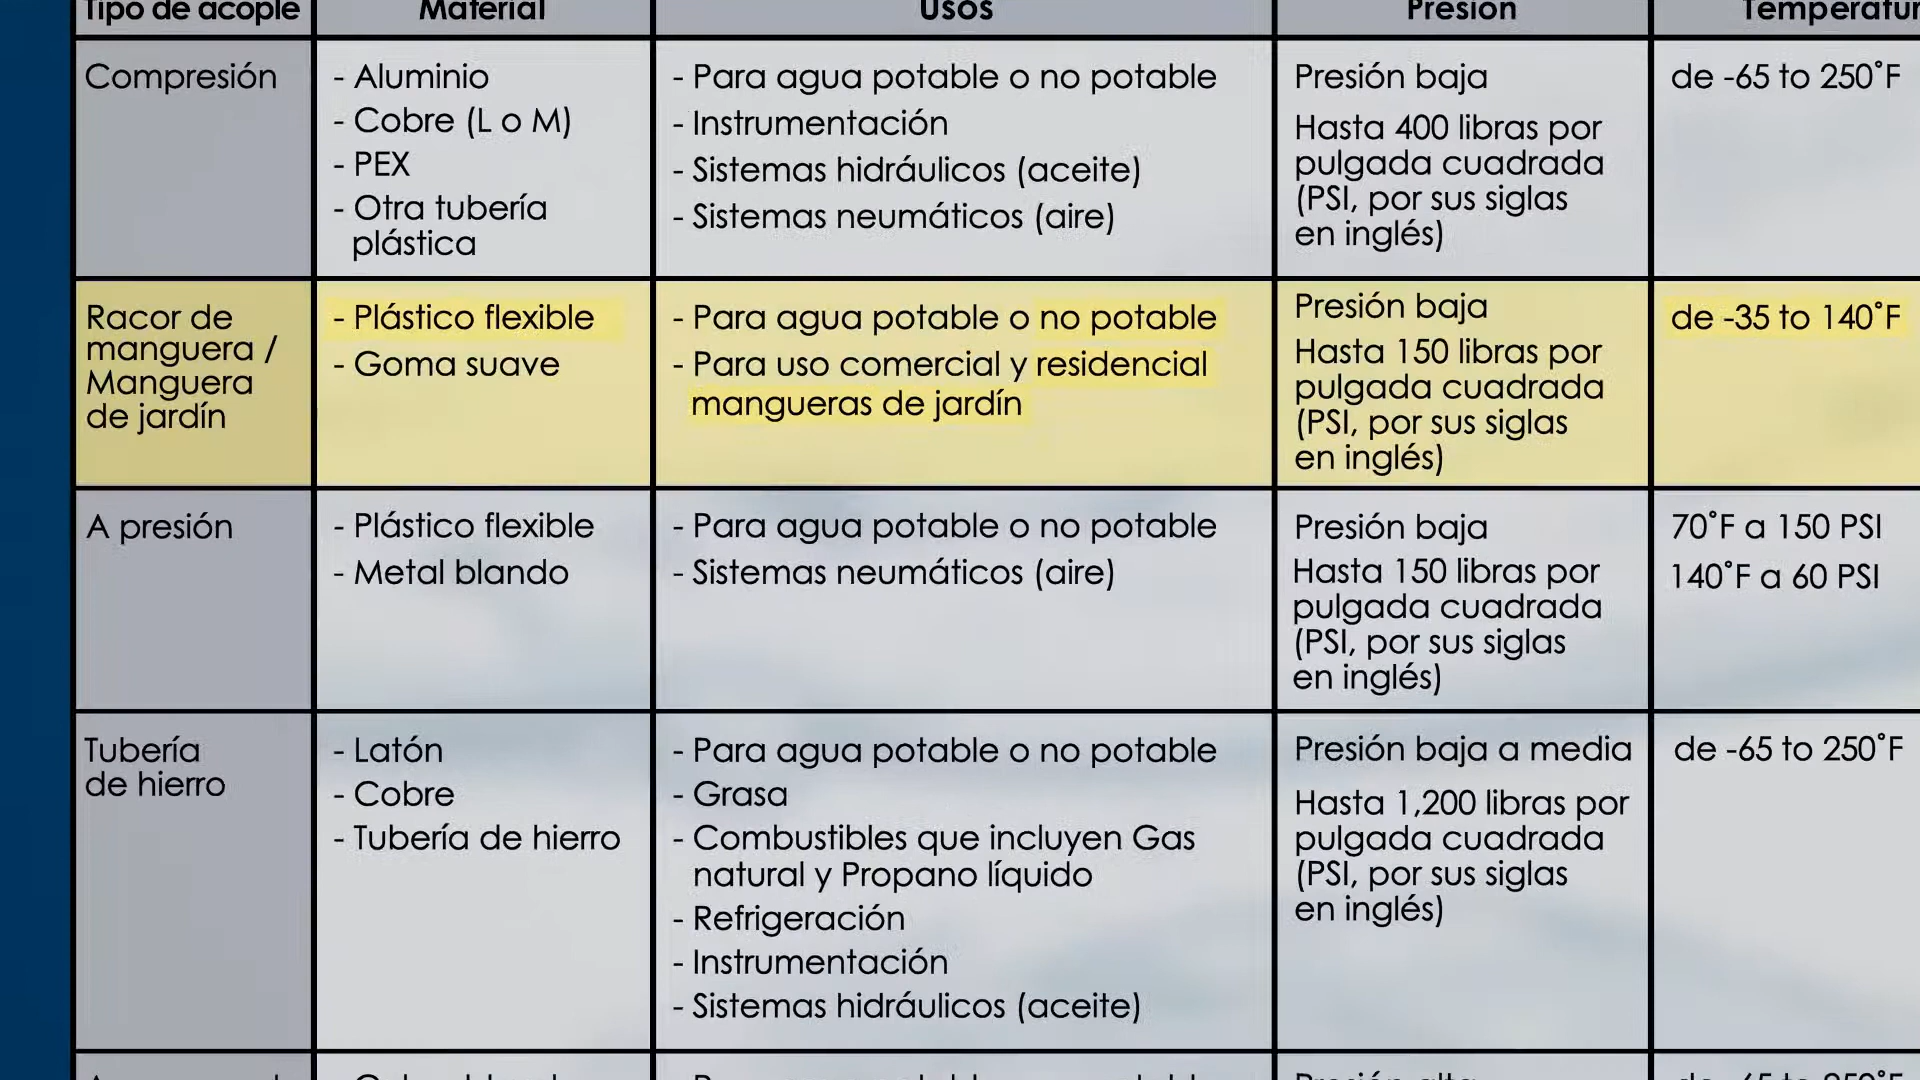 Tipo de acople
Material
Usos
Presión
Compresión
- Aluminio
- Cobre (L o M)
- PEX
- Otra tubería
plástica
- Para agua potable o no potable
- Instrumentación
- Sistemas hidráulicos (aceite)
- Sistemas neumáticos (aire)
Presión baja
Hasta 400 libras por
pulgada cuadrada
(PSI, por sus siglas
en inglés)
de -65 to 250˚F
Racor de
manguera /
Manguera
de jardín
- Plástico flexible
- Goma suave
- Para agua potable o no potable
- Para uso comercial y residencial
mangueras de jardín
Presión baja
Hasta 150 libras por
pulgada cuadrada
(PSI, por sus siglas
en inglés)
de -35 to 140˚F
A presión
- Plástico flexible
- Metal blando
- Para agua potable o no potable
- Sistemas neumáticos (aire)
Presión baja
Hasta 150 libras por
pulgada cuadrada
(PSI, por sus siglas
en inglés)
70˚F a 150 PSI
140˚F a 60 PSI
Tubería
de hierro
- Latón
- Cobre
- Tubería de hierro
- Para agua potable o no potable
- Grasa
- Combustibles que incluyen Gas
natural y Propano líquido
- Refrigeración
- Instrumentación
- Sistemas hidráulicos (aceite)
Presión baja a media
Hasta 1,200 libras por
pulgada cuadrada
(PSI, por sus siglas
en inglés)
de -65 to 250˚F